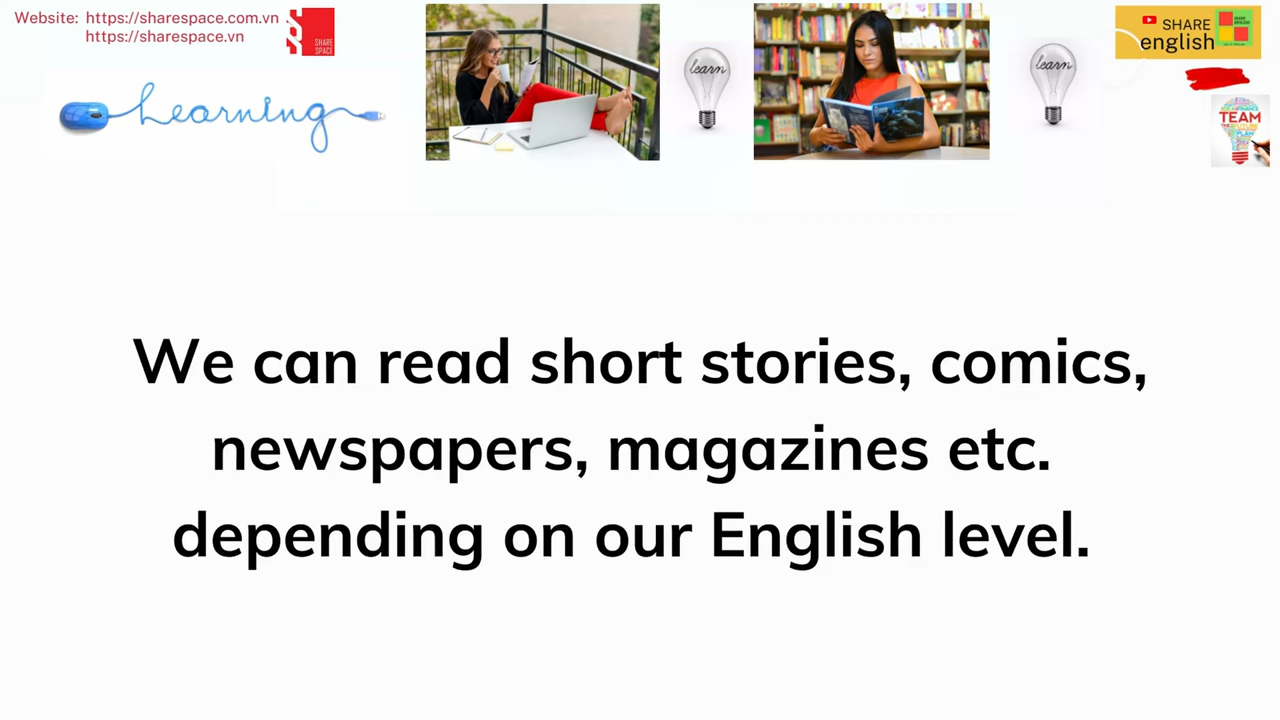 Website: https://sharespace.com.vn
https://sharespace.vn
SHARE
SPACE
Learning
learn
learn
SHARE
english
TEAM
PLAN
We can read short stories, comics,
newspapers, magazines etc.
depending on our English level.